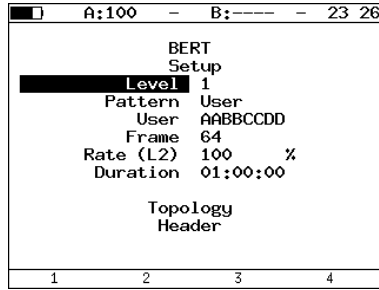 A:100 – B:---- – 23 26
BERT
Setup
Level 1
Pattern User
User AABBCCDD
Frame 64
Rate (L2) 100 %
Duration 01:00:00
Topology
Header
1 2 3 4